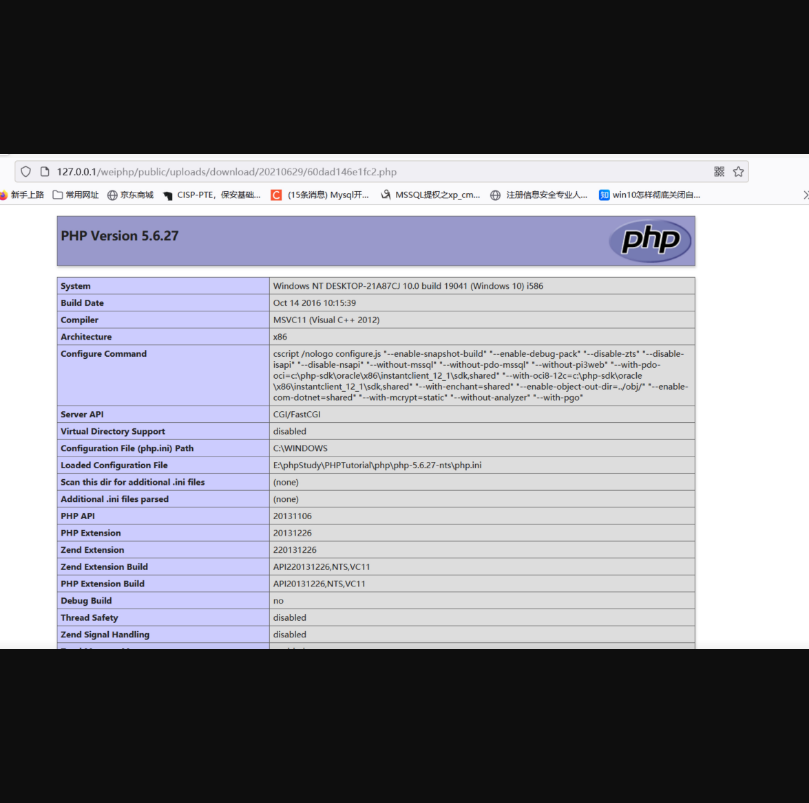 127.0.0.1/weiphp/public/uploads/download/20210629/60dad146e1fc2.php
新手上路 常用网址 京东商城 CISP-PTE，保安基础... (15条消息) Mysql开... MSSQL提权之xp_cm... 注册信息安全专业人... win10怎样彻底关闭自...
PHP Version 5.6.27
php
System Windows NT DESKTOP-21A87CJ 10.0 build 19041 (Windows 10) i586
Build Date Oct 14 2016 10:15:39
Compiler MSVC11 (Visual C++ 2012)
Architecture x86
Configure Command cscript /nologo configure.js "--enable-snapshot-build" "--enable-debug-pack" "--disable-zts" "--disable-
isapi" "--disable-nsapi" "--without-mssql" "--without-pdo-mssql" "--without-pi3web" "--with-pdo-
oci=c:\php-sdk\oracle\x86\instantclient_12_1\sdk,shared" "--with-oci8-12c=c:\php-sdk\oracle
\x86\instantclient_12_1\sdk,shared" "--with-enchant=shared" "--enable-object-out-dir=../obj/" "--enable-
com-dotnet=shared" "--with-mcrypt=static" "--without-analyzer" "--with-pgo"
Server API CGI/FastCGI
Virtual Directory Support disabled
Configuration File (php.ini) Path C:\WINDOWS
Loaded Configuration File E:\phpStudy\PHPTutorial\php\php-5.6.27-nts\php.ini
Scan this dir for additional .ini files (none)
Additional .ini files parsed (none)
PHP API 20131106
PHP Extension 20131226
Zend Extension 220131226
Zend Extension Build API220131226,NTS,VC11
PHP Extension Build API20131226,NTS,VC11
Debug Build no
Thread Safety disabled
Zend Signal Handling disabled